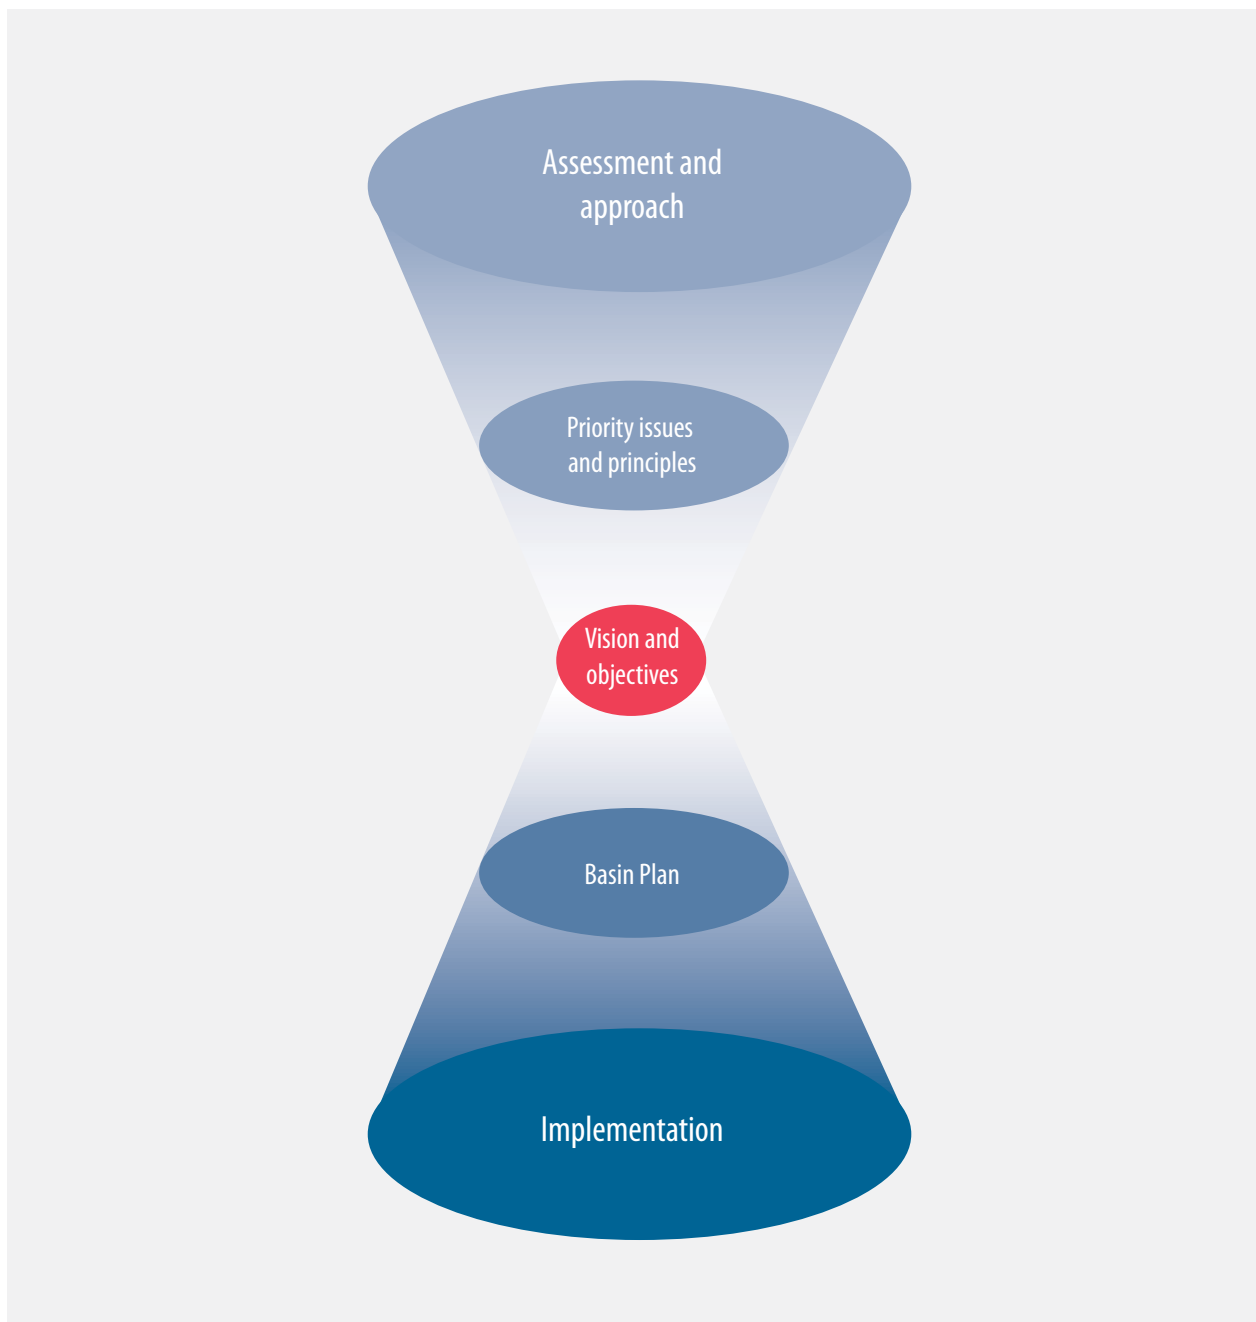 Assessment and
approach
Priority issues
and principles
Vision and
objectives
Basin Plan
Implementation